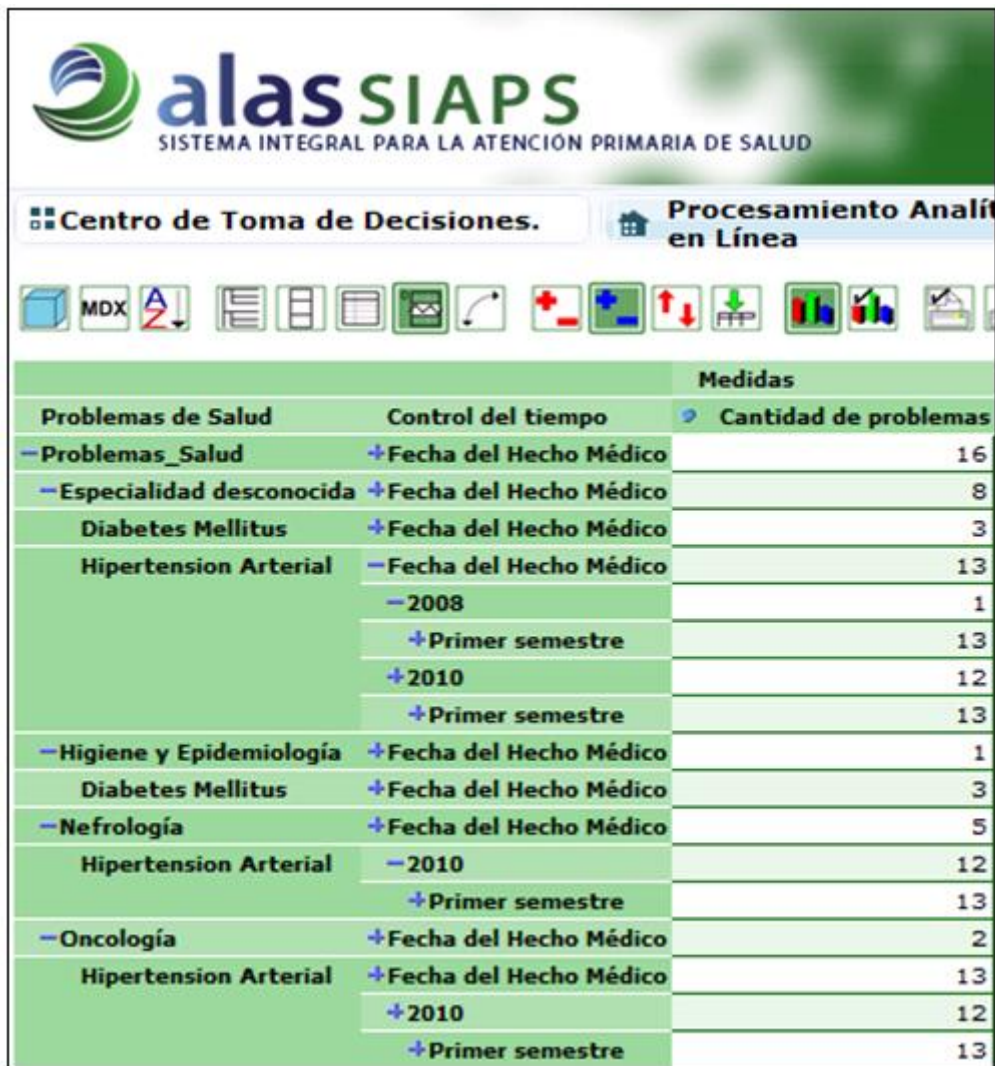 alas SIAPS
SISTEMA INTEGRAL PARA LA ATENCIÓN PRIMARIA DE SALUD
Centro de Toma de Decisiones.
Procesamiento Analít
en Línea
MDX
AZ
Medidas
Problemas de Salud Control del tiempo Cantidad de problemas
Problemas_Salud Fecha del Hecho Médico 16
Especialidad desconocida Fecha del Hecho Médico 8
Diabetes Mellitus Fecha del Hecho Médico 3
Hipertension Arterial Fecha del Hecho Médico 13
2008 1
Primer semestre 13
2010 12
Primer semestre 13
Higiene y Epidemiología Fecha del Hecho Médico 1
Diabetes Mellitus Fecha del Hecho Médico 3
Nefrología Fecha del Hecho Médico 5
Hipertension Arterial 2010 12
Primer semestre 13
Oncología Fecha del Hecho Médico 2
Hipertension Arterial Fecha del Hecho Médico 13
2010 12
Primer semestre 13